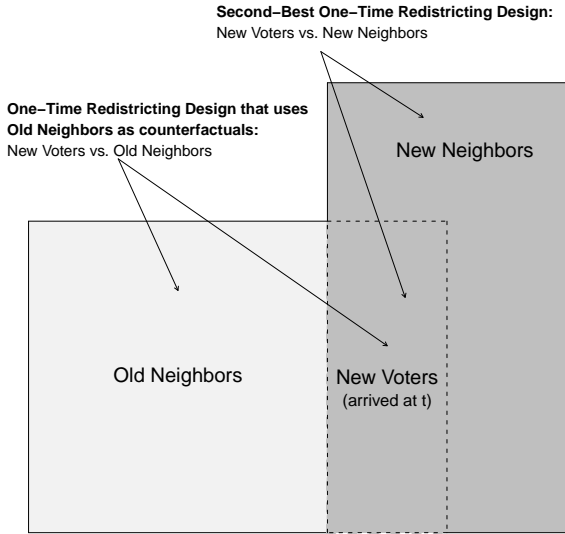 Second–Best One–Time Redistricting Design:
New Voters vs. New Neighbors
One–Time Redistricting Design that uses
Old Neighbors as counterfactuals:
New Voters vs. Old Neighbors
New Neighbors
Old Neighbors
New Voters
(arrived at t)